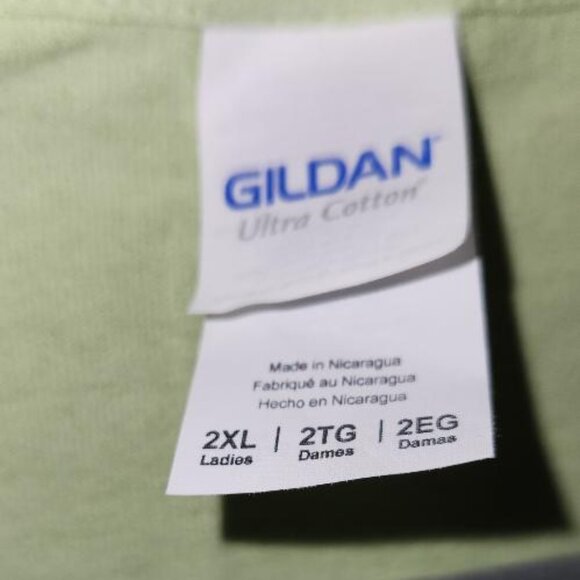 GILDAN
Ultra Cotton
Made in Nicaragua
Fabriqué au Nicaragua
Hecho en Nicaragua
2XL | 2TG | 2EG
Ladies Dames Damas